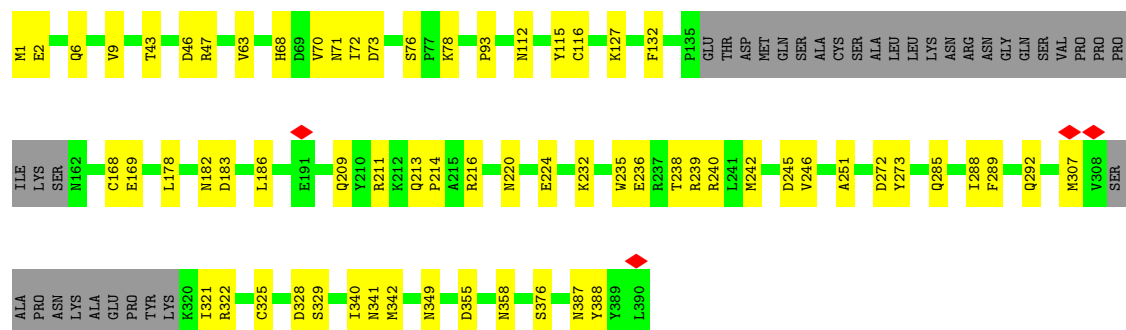 M1 E2 Q6 V9 T43 D46 R47 V63 H68 D69 V70 N71 I72 D73 S76 P77 K78 P93 N112 Y115 C116 K127 F132 P135 GLU THR ASP MET GLN SER ALA CYS SER ALA LEU LEU LYS ASN ARG ASN GLY GLN SER VAL PRO PRO PRO
ILE LYS SER N162 C168 E169 L178 N182 D183 L186 E191 Q209 Y210 R211 K212 Q213 P214 A215 R216 N220 E224 K232 W235 E236 R237 T238 R239 R240 L241 M242 D245 V246 A251 D272 Y273 Q285 I288 F289 Q292 M307 V308 SER
ALA PRO ASN LYS ALA GLU PRO TYR LYS K320 I321 R322 C325 D328 S329 I340 N341 M342 N349 D355 N358 S376 N387 Y388 Y389 L390